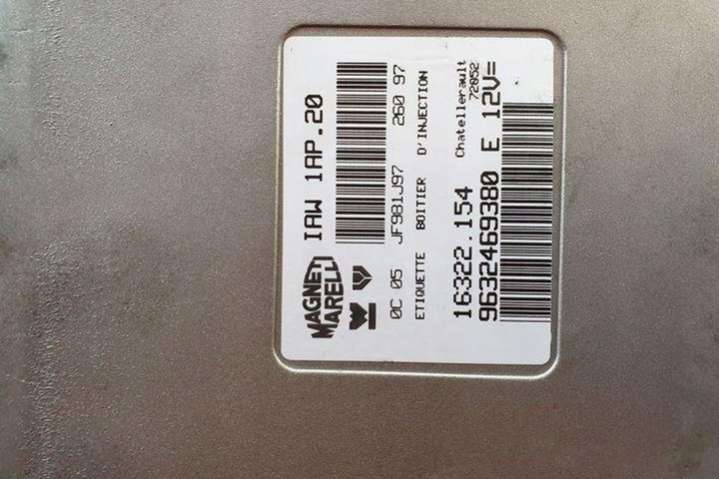 MAGNETI
MARELLI
IAW 1AP.20
0C 05 JF981J97 260 97
ETIQUETTE BOITIER D'INJECTION
16322.154 Chatellerault
72052
9632469380 E 12V=